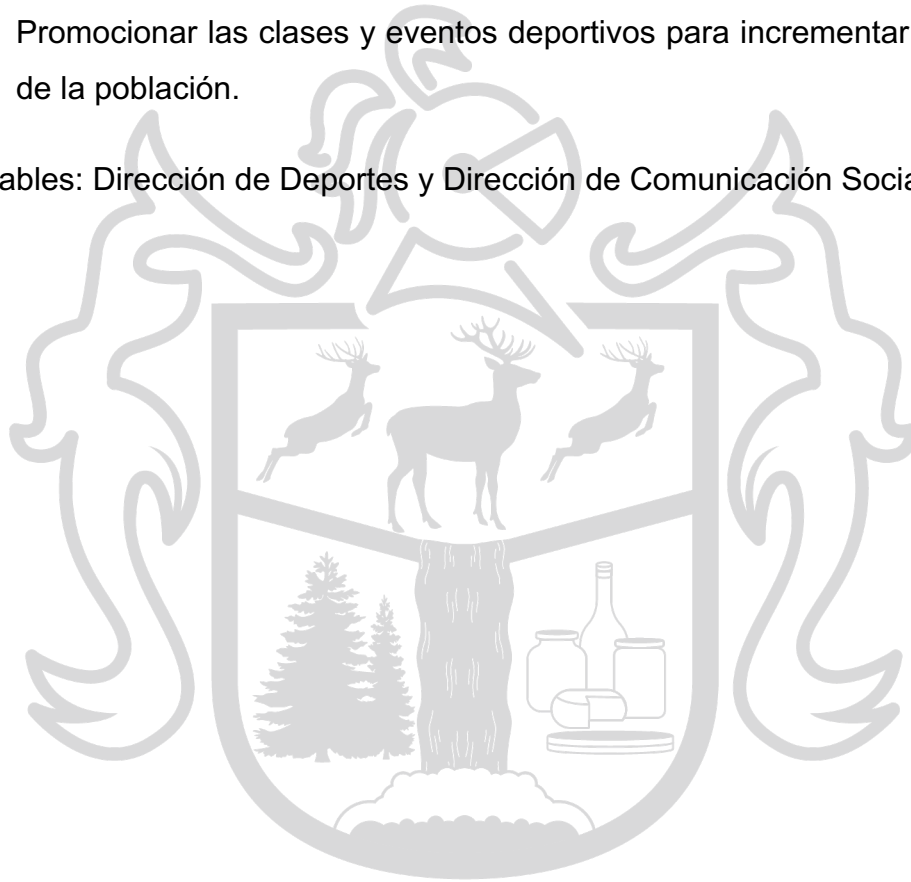 Promocionar las clases y eventos deportivos para incrementar
de la población.
ables: Dirección de Deportes y Dirección de Comunicación Socia